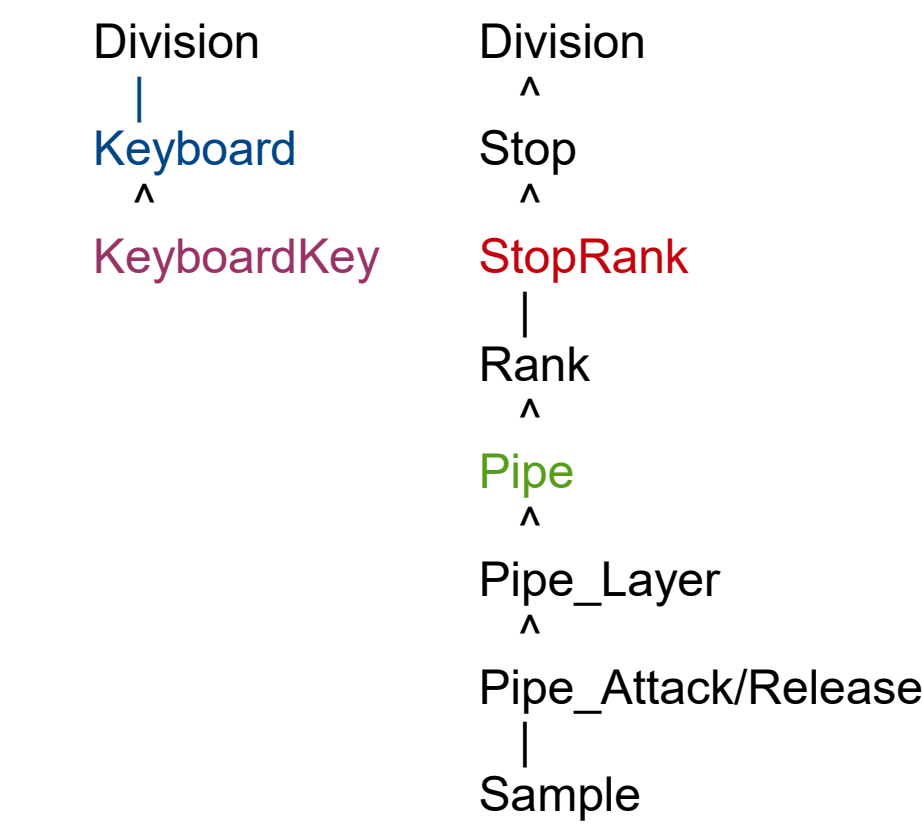 Division
|
Keyboard
^
KeyboardKey
Division
^
Stop
^
StopRank
|
Rank
^
Pipe
^
Pipe_Layer
^
Pipe_Attack/Release
|
Sample